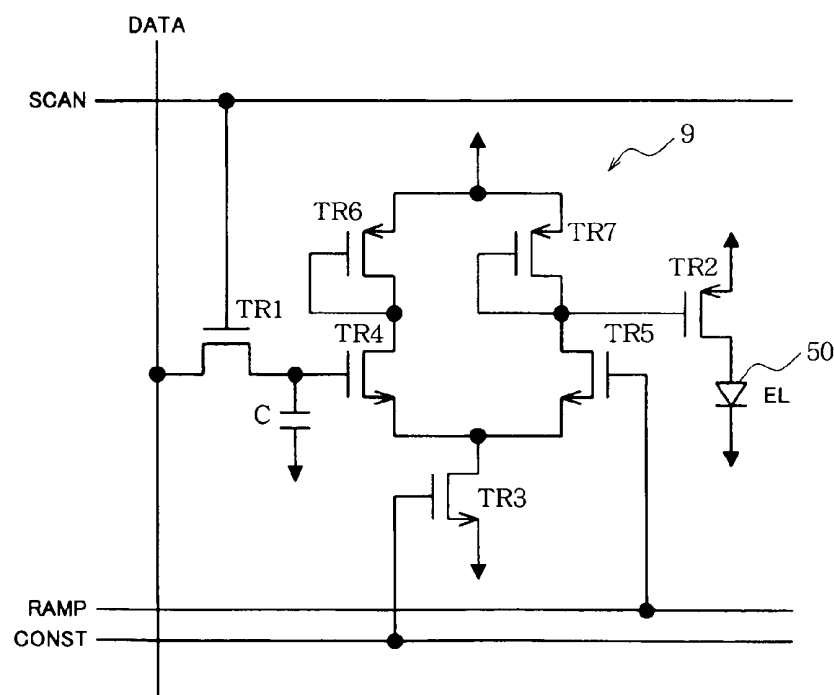 DATA
SCAN
9
TR6
TR7
TR2
TR1
TR4
TR5
50
C
EL
TR3
RAMP
CONST